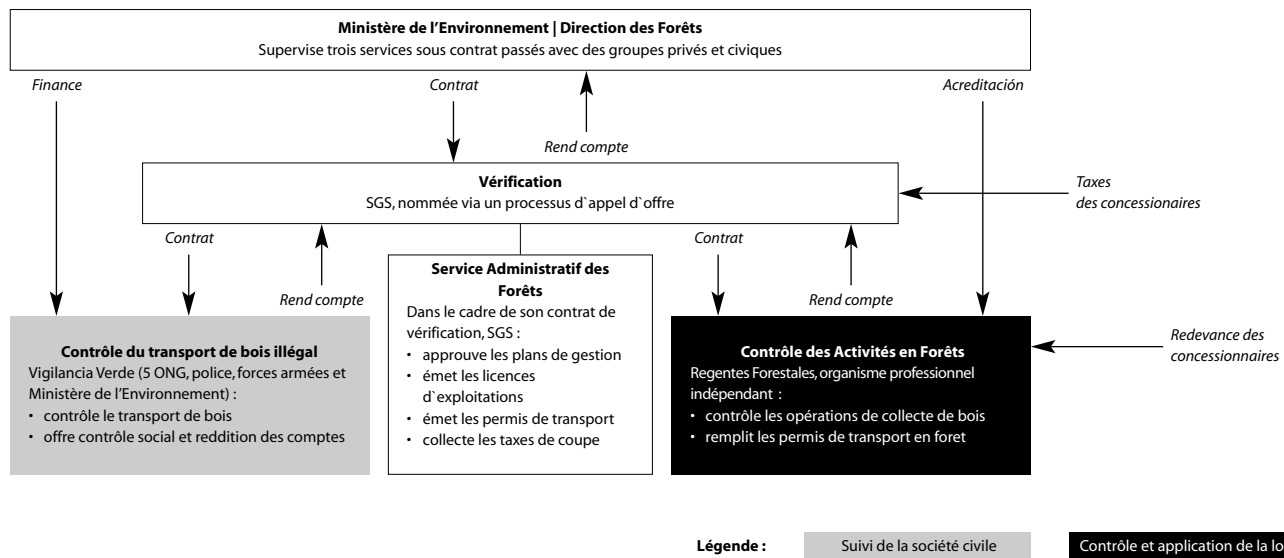 Ministère de l'Environnement | Direction des Forêts
Supervise trois services sous contrat passés avec des groupes privés et civiques
Finance
Contrat
Acreditación
Rend compte
Vérification
SGS, nommée via un processus d`appel d`offre
Taxes
des concessionaires
Contrat
Rend compte
Contrat
Rend compte
Service Administratif des
Forêts
Dans le cadre de son contrat de
vérification, SGS :
• approuve les plans de gestion
• émet les licences
d`exploitations
• émet les permis de transport
• collecte les taxes de coupe
Contrôle du transport de bois illégal
Vigilancia Verde (5 ONG, police, forces armées et
Ministère de l'Environnement) :
• contrôle le transport de bois
• offre contrôle social et reddition des comptes
Contrôle des Activités en Forêts
Regentes Forestales, organisme professionnel
indépendant :
• contrôle les opérations de collecte de bois
• remplit les permis de transport en foret
Redevance des
concessionnaires
Légende :
Suivi de la société civile
Contrôle et application de la lo